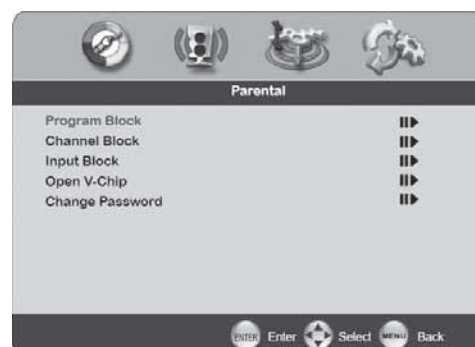 Parental
Program Block
Channel Block
Input Block
Open V-Chip
Change Password
ENTER Enter Select MENU Back